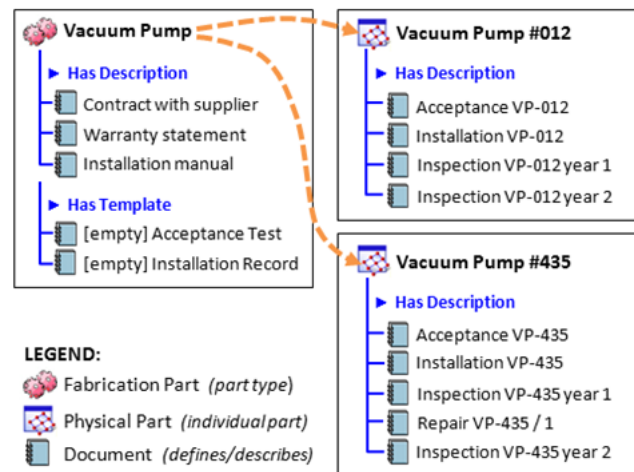 Vacuum Pump
► Has Description
Contract with supplier
Warranty statement
Installation manual
► Has Template
[empty] Acceptance Test
[empty] Installation Record
Vacuum Pump #012
► Has Description
Acceptance VP-012
Installation VP-012
Inspection VP-012 year 1
Inspection VP-012 year 2
Vacuum Pump #435
► Has Description
Acceptance VP-435
Installation VP-435
Inspection VP-435 year 1
Repair VP-435 / 1
Inspection VP-435 year 2
LEGEND:
Fabrication Part (part type)
Physical Part (individual part)
Document (defines/describes)